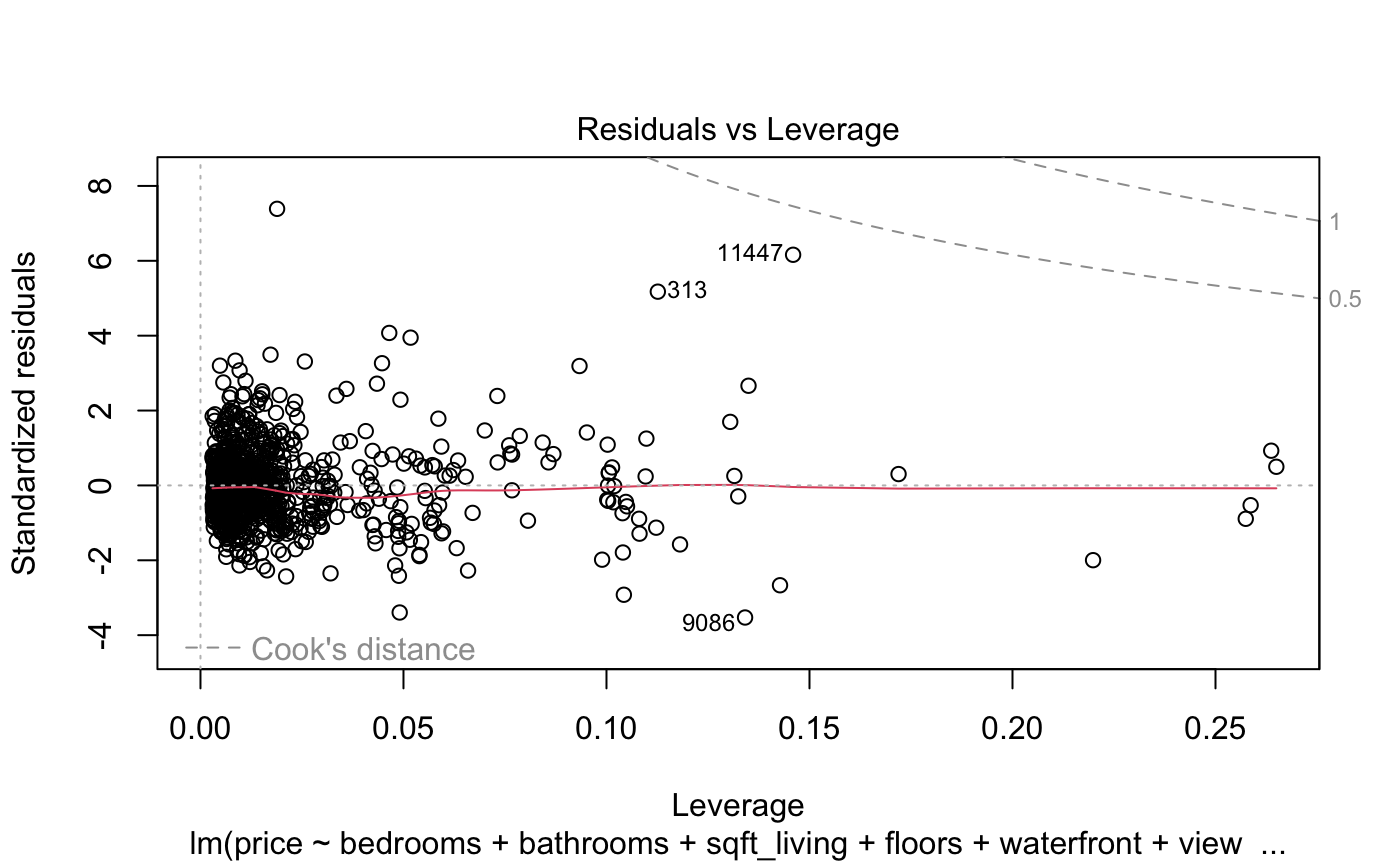 Residuals vs Leverage
Standardized residuals
8
6
4
2
0
-2
-4
11447
313
9086
1
0.5
Cook's distance
0.00 0.05 0.10 0.15 0.20 0.25
Leverage
lm(price ~ bedrooms + bathrooms + sqft_living + floors + waterfront + view ...